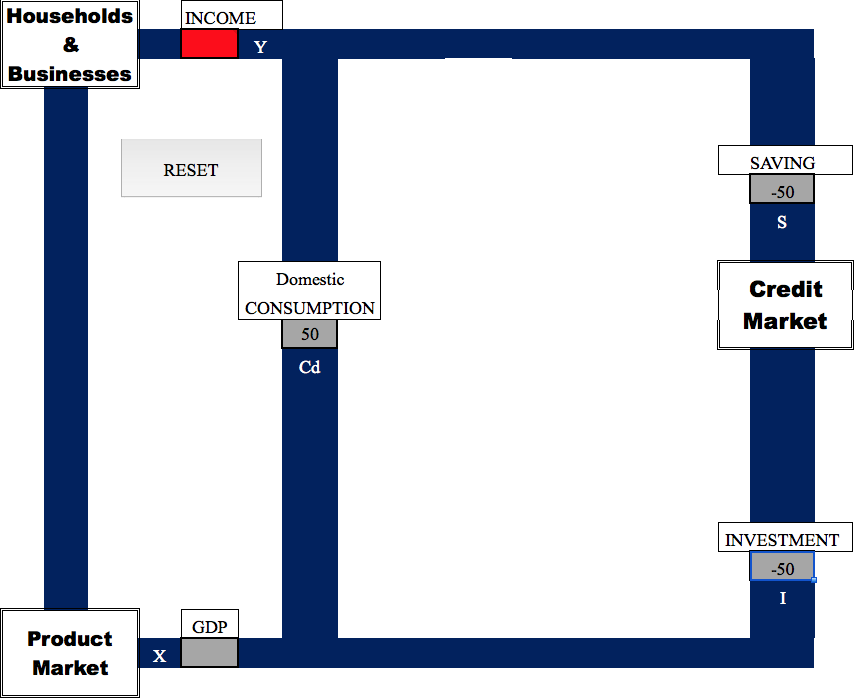 Households
&
Businesses
INCOME
Y
RESET
SAVING
-50
S
Domestic
CONSUMPTION
50
Cd
Credit
Market
INVESTMENT
-50
I
GDP
Product
Market
X